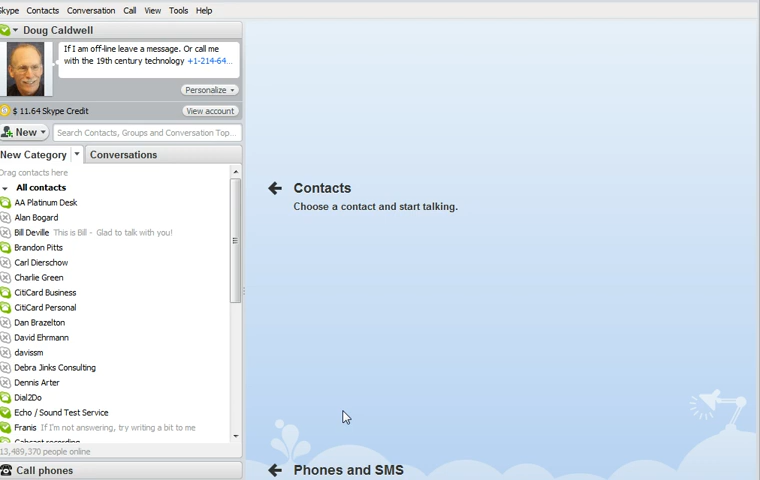 Skype Contacts Conversation Call View Tools Help
Doug Caldwell
If I am off-line leave a message. Or call me
with the 19th century technology +1-214-64...
Personalize
$ 11.64 Skype Credit View account
New Search Contacts, Groups and Conversation Top...
New Category Conversations
Drag contacts here
All contacts
AA Platinum Desk
Alan Bogard
Bill Deville This is Bill - Glad to talk with you!
Brandon Pitts
Carl Dierschow
Charlie Green
CitiCard Business
CitiCard Personal
Dan Brazelton
David Ehrmann
davissm
Debra Jinks Consulting
Dennis Arter
Dial2Do
Echo / Sound Test Service
Franis If I'm not answering, try writing a bit to me
13,489,370 people online
Call phones
Contacts
Choose a contact and start talking.
Phones and SMS